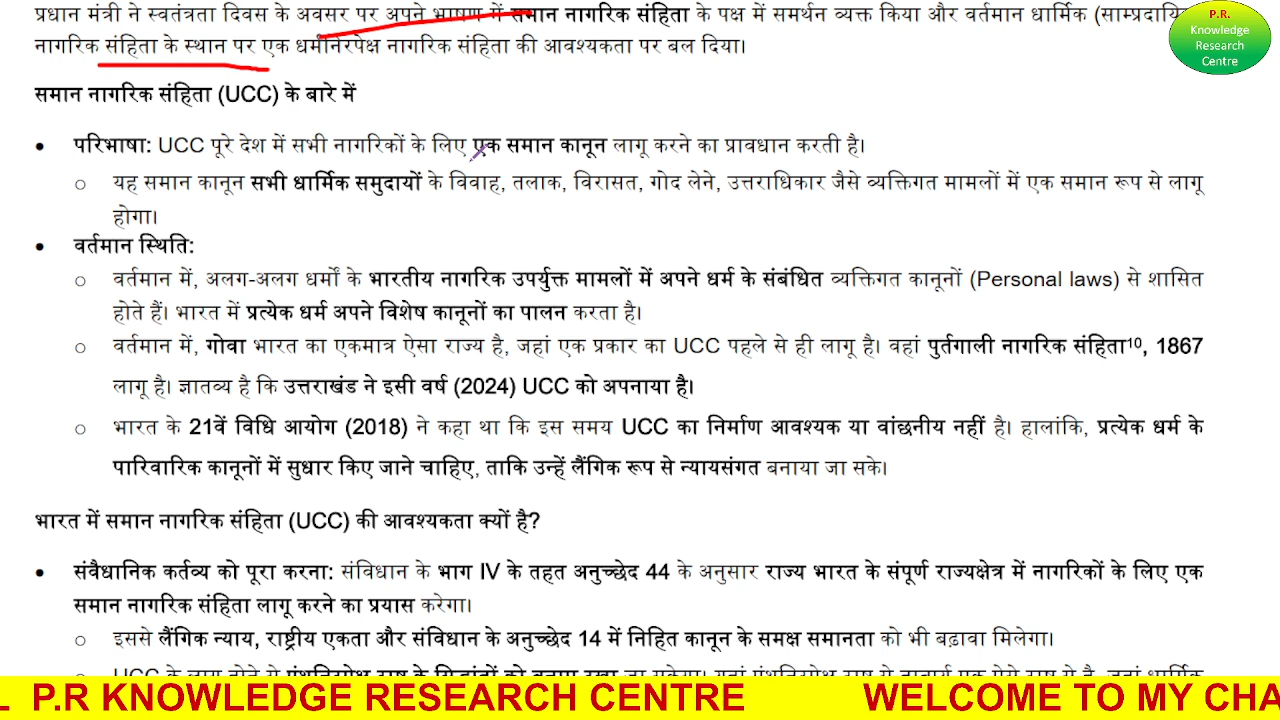 प्रधान मंत्री ने स्वतंत्रता दिवस के अवसर पर अपने भाषण में समान नागरिक संहिता के पक्ष में समर्थन व्यक्त किया और वर्तमान धार्मिक
नागरिक संहिता के स्थान पर एक धर्मनिरपेक्ष नागरिक संहिता की आवश्यकता पर बल दिया।
P.R.
Knowledge
Research
Centre
समान नागरिक संहिता (UCC) के बारे में
• परिभाषा: UCC पूरे देश में सभी नागरिकों के लिए एक समान कानून लागू करने का प्रावधान करती है।
○ यह समान कानून सभी धार्मिक समुदायों के विवाह, तलाक, विरासत, गोद लेने, उत्तराधिकार जैसे व्यक्तिगत मामलों में एक समान रूप से लागू
होगा।
• वर्तमान स्थिति:
○ वर्तमान में, अलग-अलग धर्मों के भारतीय नागरिक उपर्युक्त मामलों में अपने धर्म के संबंधित व्यक्तिगत कानूनों (Personal laws) से शासित
होते हैं। भारत में प्रत्येक धर्म अपने विशेष कानूनों का पालन करता है।
○ वर्तमान में, गोवा भारत का एकमात्र ऐसा राज्य है, जहां एक प्रकार का UCC पहले से ही लागू है। वहां पुर्तगाली नागरिक संहिता¹⁰, 1867
लागू है। ज्ञातव्य है कि उत्तराखंड ने इसी वर्ष (2024) UCC को अपनाया है।
○ भारत के 21वें विधि आयोग (2018) ने कहा था कि इस समय UCC का निर्माण आवश्यक या वांछनीय नहीं है। हालांकि, प्रत्येक धर्म के
पारिवारिक कानूनों में सुधार किए जाने चाहिए, ताकि उन्हें लैंगिक रूप से न्यायसंगत बनाया जा सके।
भारत में समान नागरिक संहिता (UCC) की आवश्यकता क्यों है?
• संवैधानिक कर्तव्य को पूरा करना: संविधान के भाग IV के तहत अनुच्छेद 44 के अनुसार राज्य भारत के संपूर्ण राज्यक्षेत्र में नागरिकों के लिए एक
समान नागरिक संहिता लागू करने का प्रयास करेगा।
○ इससे लैंगिक न्याय, राष्ट्रीय एकता और संविधान के अनुच्छेद 14 में निहित कानून के समक्ष समानता को भी बढ़ावा मिलेगा।
P.R KNOWLEDGE RESEARCH CENTRE WELCOME TO MY